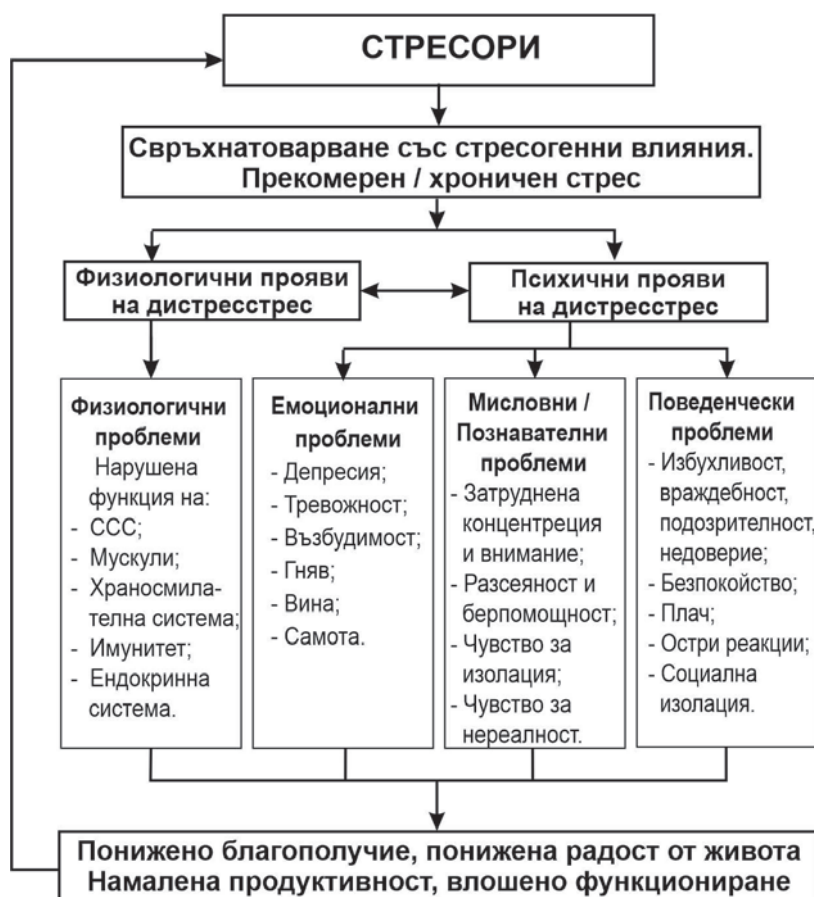 СТРЕСОРИ
Свръхнатоварване със стресогенни влияния.
Прекомерен / хроничен стрес
Физиологични прояви
на дистресстрес
Психични прояви
на дистресстрес
Физиологични
проблеми
Нарушена
функция на:
- ССС;
- Мускули;
- Храносмила-
телна система;
- Имунитет;
- Ендокринна
система.
Емоционални
проблеми
- Депресия;
- Тревожност;
- Възбудимост;
- Гняв;
- Вина;
- Самота.
Мисловни /
Познавателни
проблеми
- Затруднена
концентреция
и внимание;
- Разсеяност и
берпомощност;
- Чувство за
изолация;
- Чувство за
нереалност.
Поведенчески
проблеми
- Избухливост,
враждебност,
подозрителност,
недоверие;
- Безпокойство;
- Плач;
- Остри реакции;
- Социална
изолация.
Понижено благополучие, понижена радост от живота
Намалена продуктивност, влошено функциониране